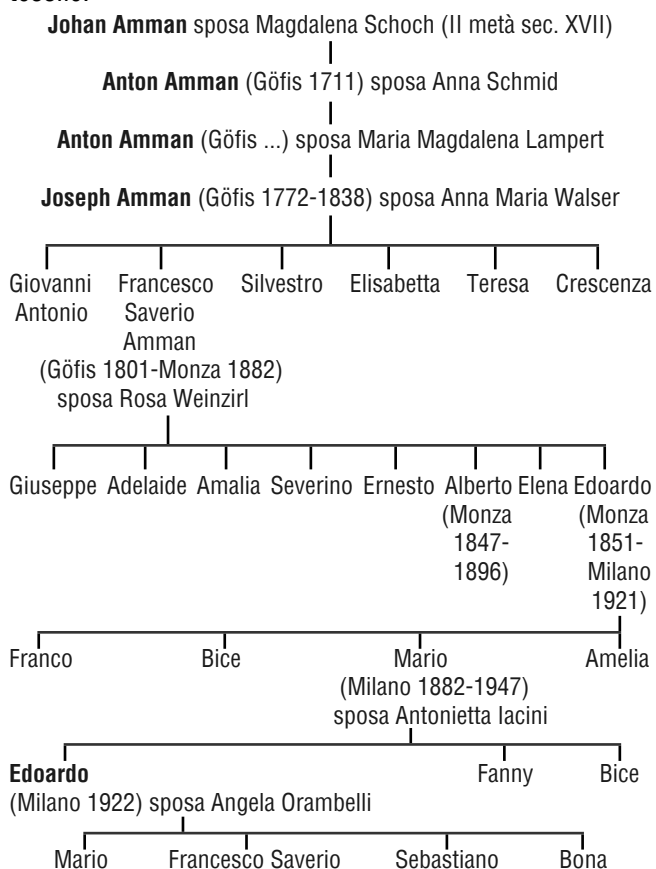 Johan Amman sposa Magdalena Schoch (II metà sec. XVII)
Anton Amman (Göfis 1711) sposa Anna Schmid
Anton Amman (Göfis ...) sposa Maria Magdalena Lampert
Joseph Amman (Göfis 1772-1838) sposa Anna Maria Walser
Giovanni Francesco Silvestro Elisabetta Teresa Crescenza
Antonio Saverio
Amman
(Göfis 1801-Monza 1882)
sposa Rosa Weinzirl
Giuseppe Adelaide Amalia Severino Ernesto Alberto Elena Edoardo
(Monza (Monza
1847- 1851-
1896) Milano
1921)
Franco Bice Mario Amelia
(Milano 1882-1947)
sposa Antonietta Iacini
Edoardo Fanny Bice
(Milano 1922) sposa Angela Orambelli
Mario Francesco Saverio Sebastiano Bona